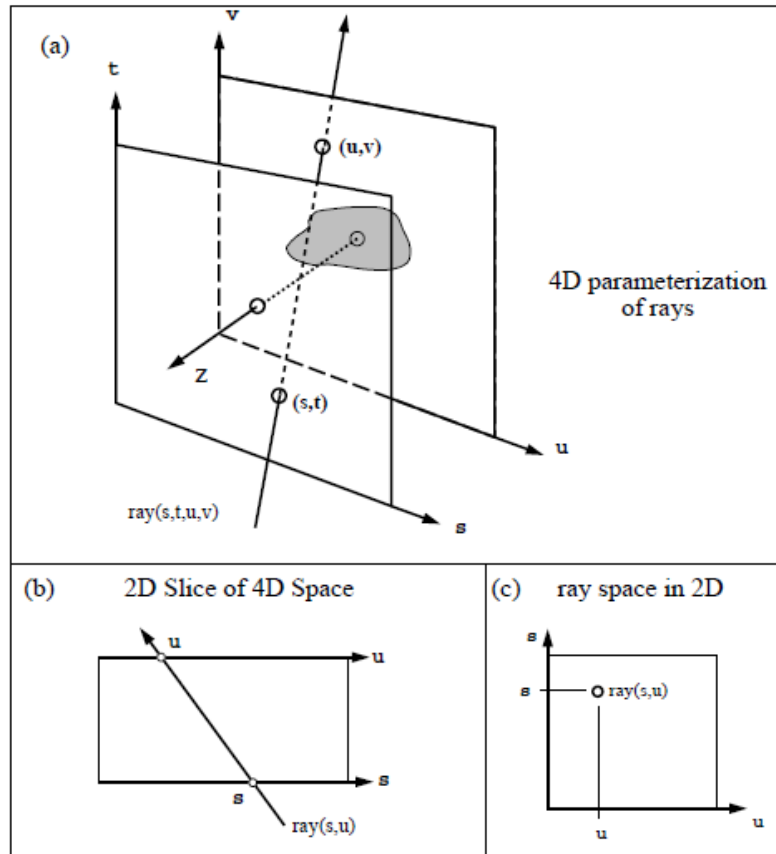 (a)
v
t
(u,v)
4D parameterization
of rays
z
(s,t)
u
ray(s,t,u,v)
s
(b) 2D Slice of 4D Space
u
u
s
s
ray(s,u)
(c) ray space in 2D
s
s
ray(s,u)
u
u